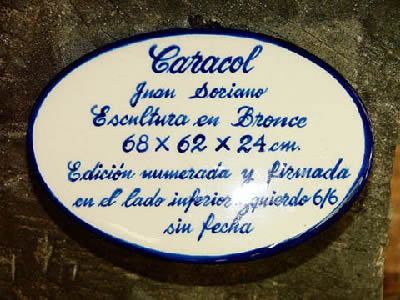 Caracol
Juan Soriano
Escultura en Bronce
68 x 62 x 24 cm.
Edición numerada y firmada
en el lado inferior izquierdo 6/6
sin fecha